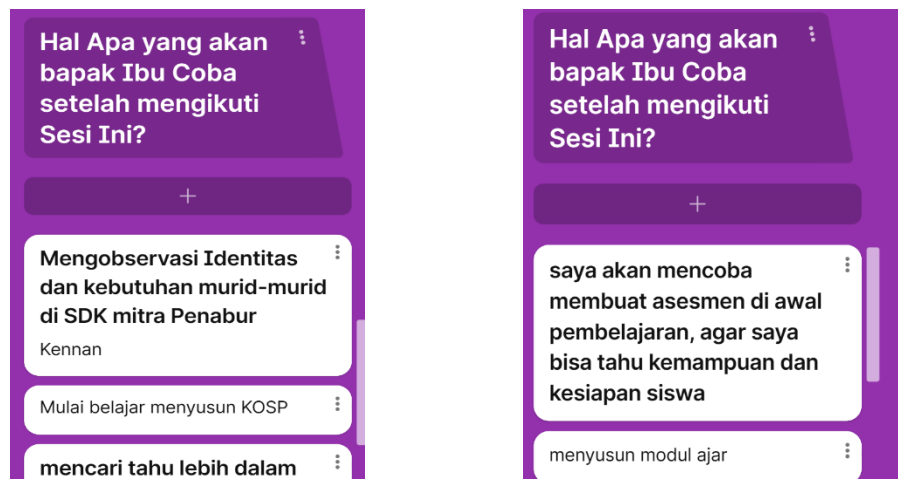 Hal Apa yang akan
bapak Ibu Coba
setelah mengikuti
Sesi Ini?
+
Mengobservasi Identitas
dan kebutuhan murid-murid
di SDK mitra Penabur
Kennan
Mulai belajar menyusun KOSP
mencari tahu lebih dalam
Hal Apa yang akan
bapak Ibu Coba
setelah mengikuti
Sesi Ini?
+
saya akan mencoba
membuat asesmen di awal
pembelajaran, agar saya
bisa tahu kemampuan dan
kesiapan siswa
menyusun modul ajar